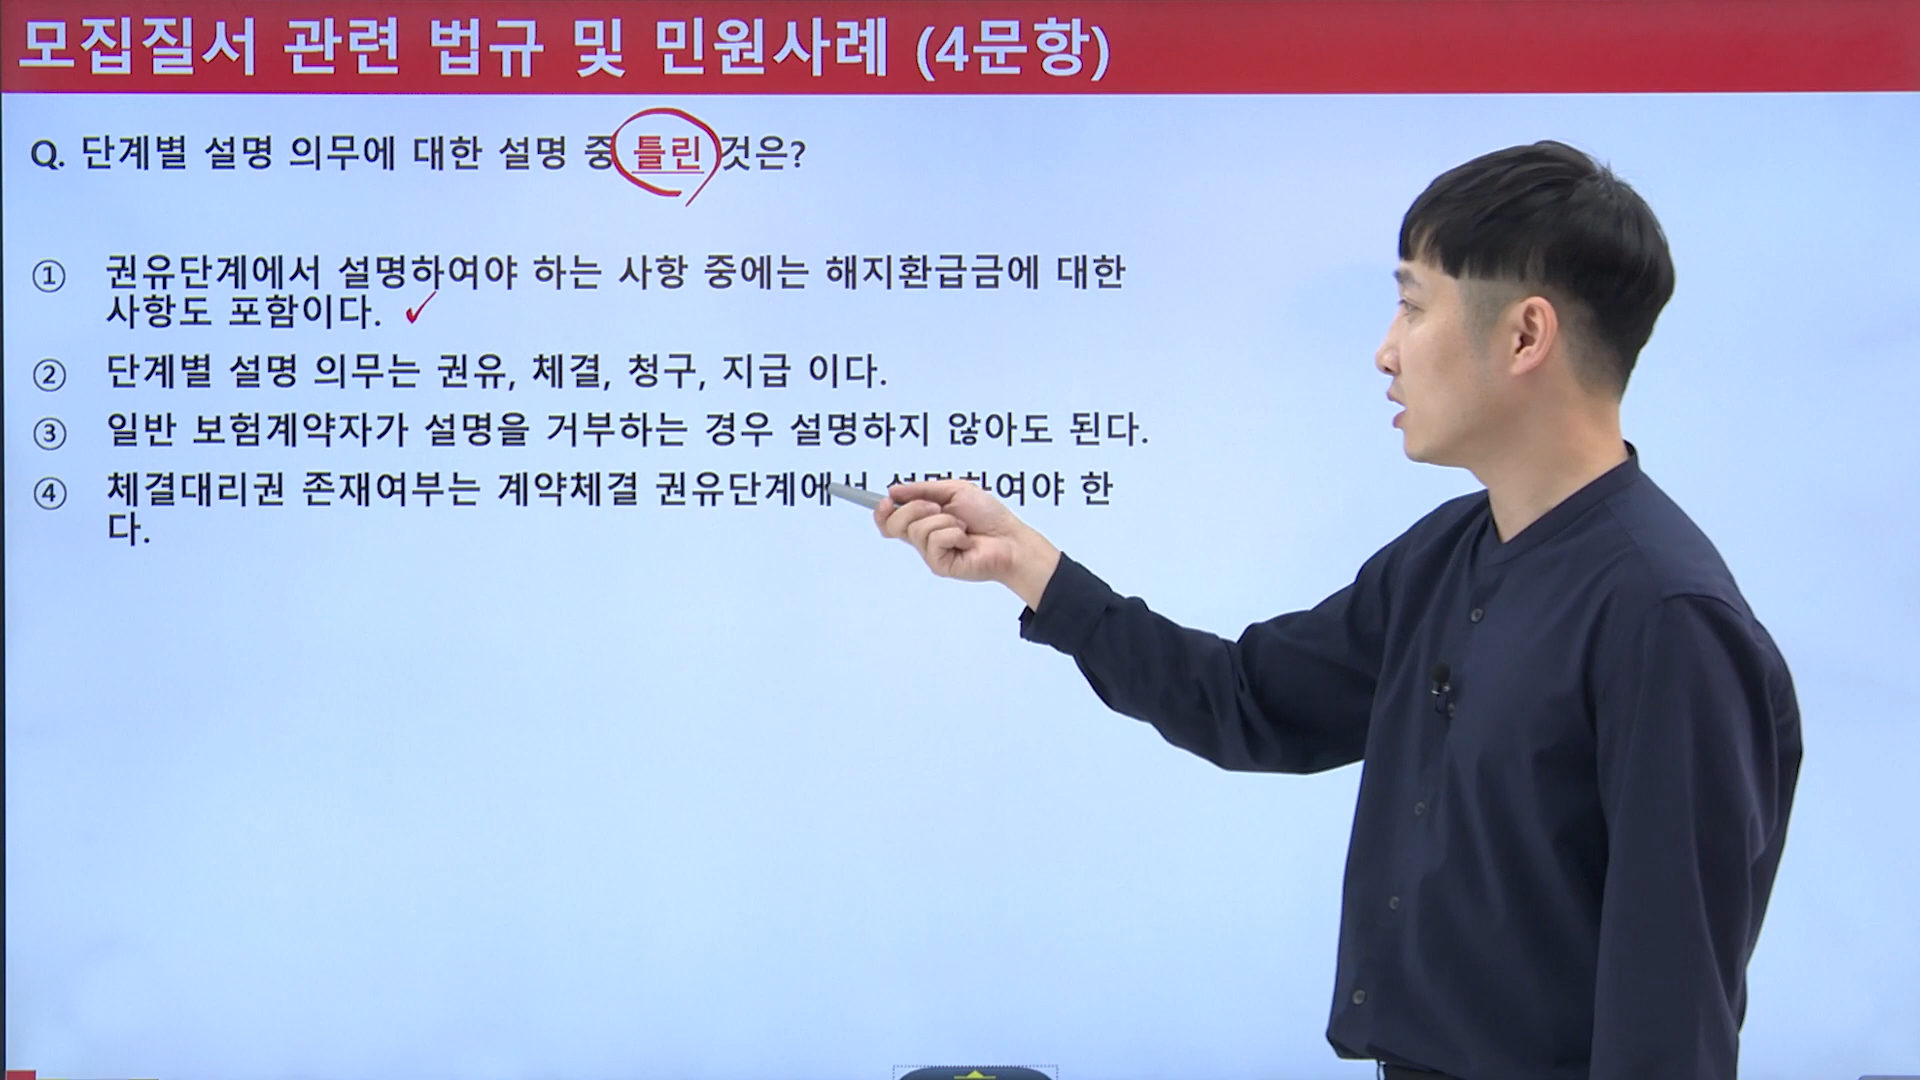 모집질서 관련 법규 및 민원사례 (4문항)
Q. 단계별 설명 의무에 대한 설명 중 틀린 것은?
① 권유단계에서 설명하여야 하는 사항 중에는 해지환급금에 대한
사항도 포함이다. ✓
② 단계별 설명 의무는 권유, 체결, 청구, 지급 이다.
③ 일반 보험계약자가 설명을 거부하는 경우 설명하지 않아도 된다.
④ 체결대리권 존재여부는 계약체결 권유단계에서 설명하여야 한
다.